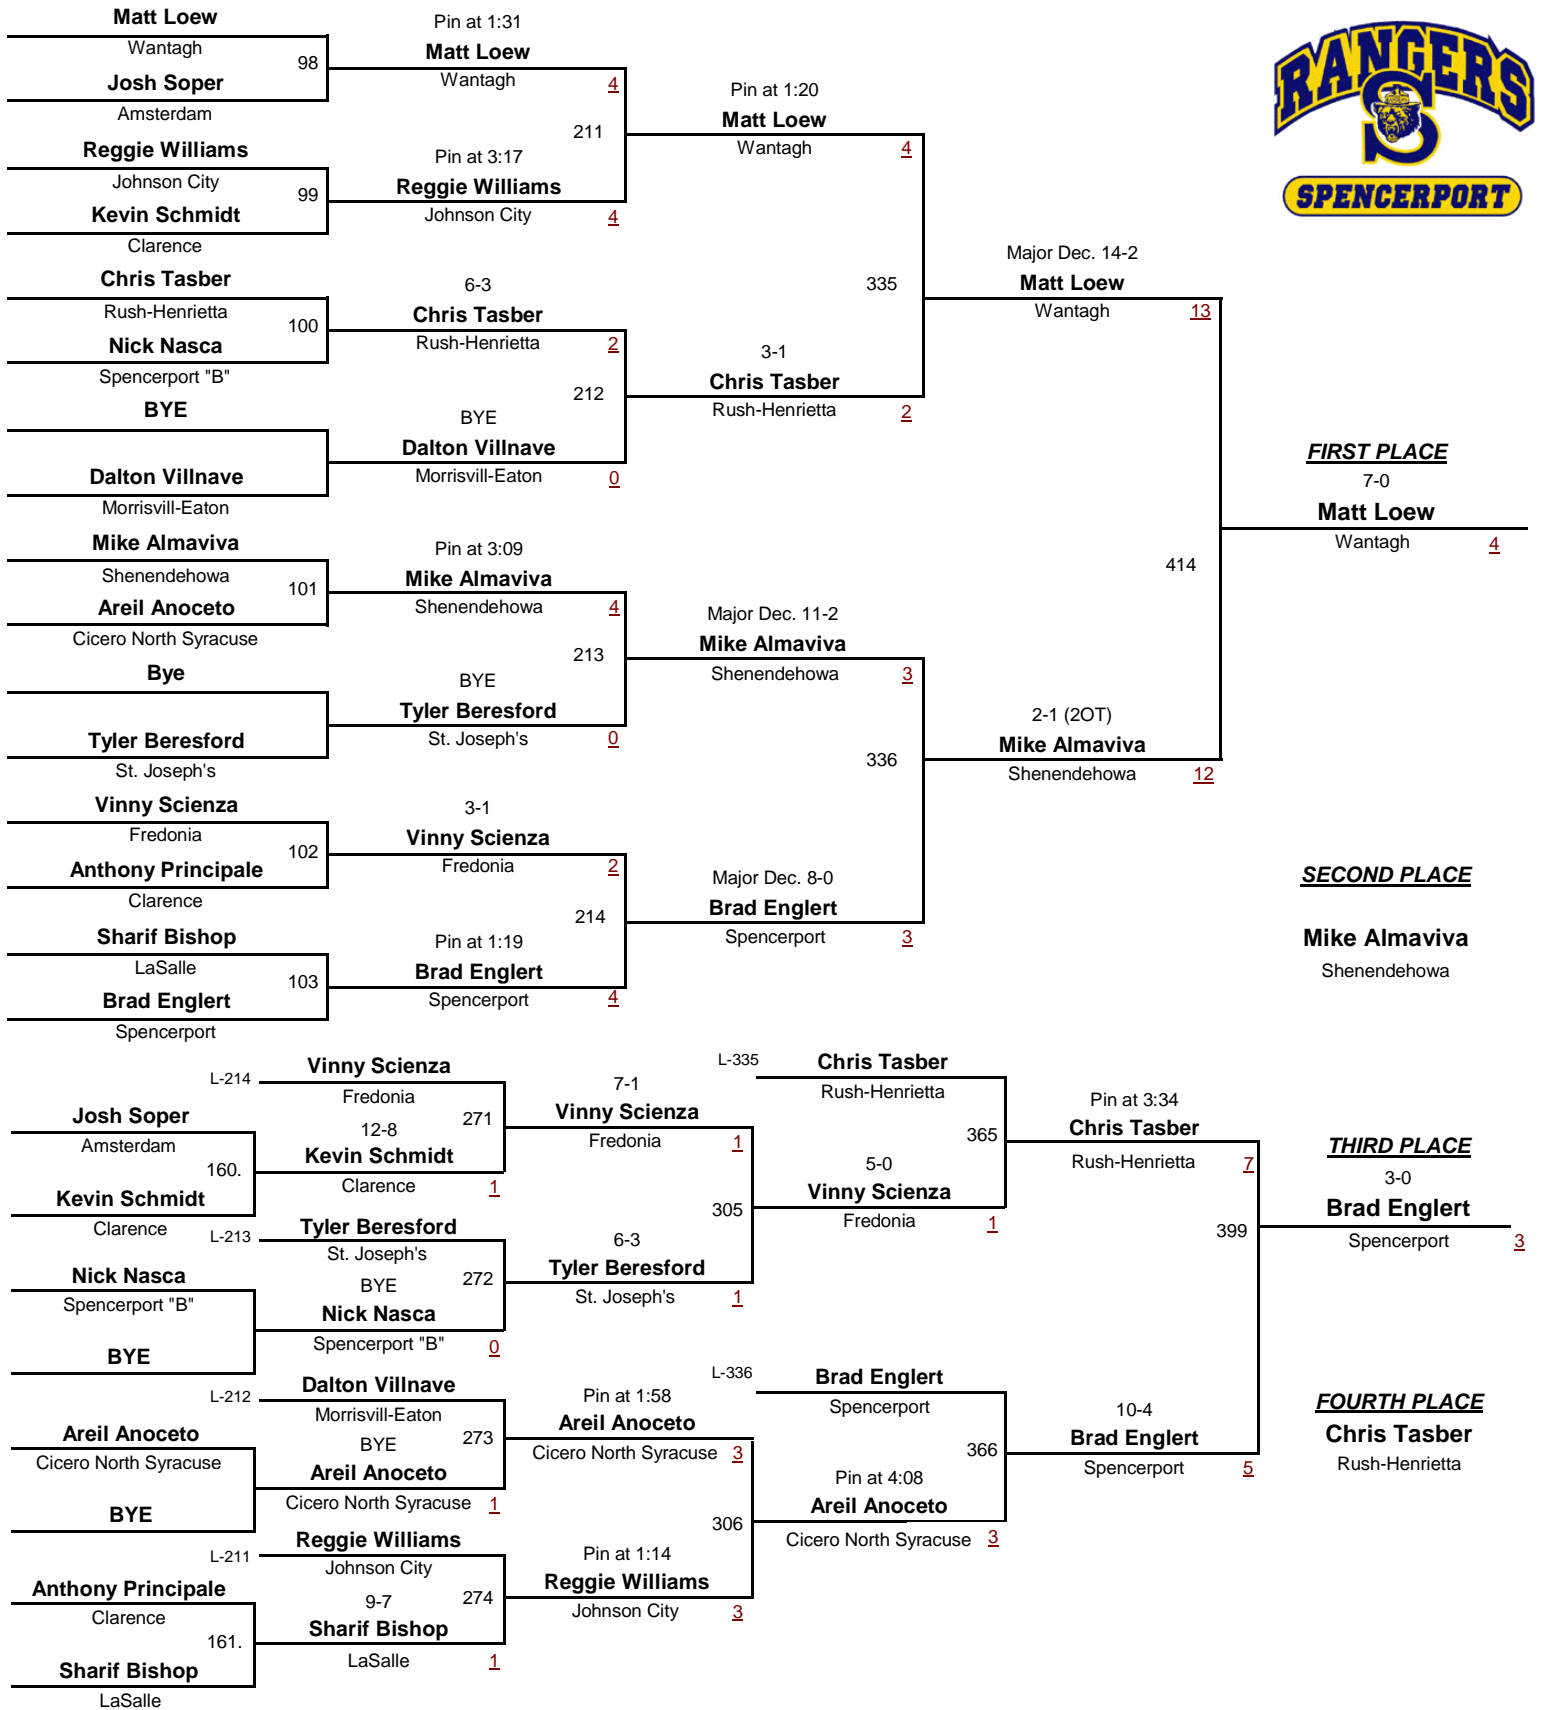 RANGERS
S
SPENCERPORT
Matt Loew
Wantagh
98
Josh Soper
Amsterdam
Reggie Williams
Johnson City
99
Kevin Schmidt
Clarence
Chris Tasber
Rush-Henrietta
100
Nick Nasca
Spencerport "B"
BYE
Dalton Villnave
Morrisvill-Eaton
Mike Almaviva
Shenendehowa
101
Areil Anoceto
Cicero North Syracuse
Bye
Tyler Beresford
St. Joseph's
Vinny Scienza
Fredonia
102
Anthony Principale
Clarence
Sharif Bishop
LaSalle
103
Brad Englert
Spencerport
Pin at 1:31
Matt Loew
Wantagh 4
211
Pin at 3:17
Reggie Williams
Johnson City 4
6-3
Chris Tasber
Rush-Henrietta 2
212
BYE
Dalton Villnave
Morrisvill-Eaton 0
Pin at 3:09
Mike Almaviva
Shenendehowa 4
213
BYE
Tyler Beresford
St. Joseph's 0
3-1
Vinny Scienza
Fredonia 2
214
Pin at 1:19
Brad Englert
Spencerport 4
Pin at 1:20
Matt Loew
Wantagh 4
335
3-1
Chris Tasber
Rush-Henrietta 2
Major Dec. 11-2
Mike Almaviva
Shenendehowa 3
336
Major Dec. 8-0
Brad Englert
Spencerport 3
Major Dec. 14-2
Matt Loew
Wantagh 13
414
2-1 (2OT)
Mike Almaviva
Shenendehowa 12
FIRST PLACE
7-0
Matt Loew
Wantagh 4
SECOND PLACE
Mike Almaviva
Shenendehowa
Josh Soper
Amsterdam
160.
Kevin Schmidt
Clarence
Nick Nasca
Spencerport "B"
BYE
Areil Anoceto
Cicero North Syracuse
BYE
Anthony Principale
Clarence
161.
Sharif Bishop
LaSalle
L-214 Vinny Scienza
Fredonia
271
12-8
Kevin Schmidt
Clarence 1
L-213 Tyler Beresford
St. Joseph's
272
BYE
Nick Nasca
Spencerport "B" 0
L-212 Dalton Villnave
Morrisvill-Eaton
273
BYE
Areil Anoceto
Cicero North Syracuse 1
L-211 Reggie Williams
Johnson City
274
9-7
Sharif Bishop
LaSalle 1
7-1
Vinny Scienza
Fredonia 1
305
6-3
Tyler Beresford
St. Joseph's 1
Pin at 1:58
Areil Anoceto
Cicero North Syracuse 3
306
Pin at 1:14
Reggie Williams
Johnson City 3
L-335 Chris Tasber
Rush-Henrietta
365
5-0
Vinny Scienza
Fredonia 1
L-336 Brad Englert
Spencerport
366
Pin at 4:08
Areil Anoceto
Cicero North Syracuse 3
Pin at 3:34
Chris Tasber
Rush-Henrietta 7
399
10-4
Brad Englert
Spencerport 5
THIRD PLACE
3-0
Brad Englert
Spencerport 3
FOURTH PLACE
Chris Tasber
Rush-Henrietta